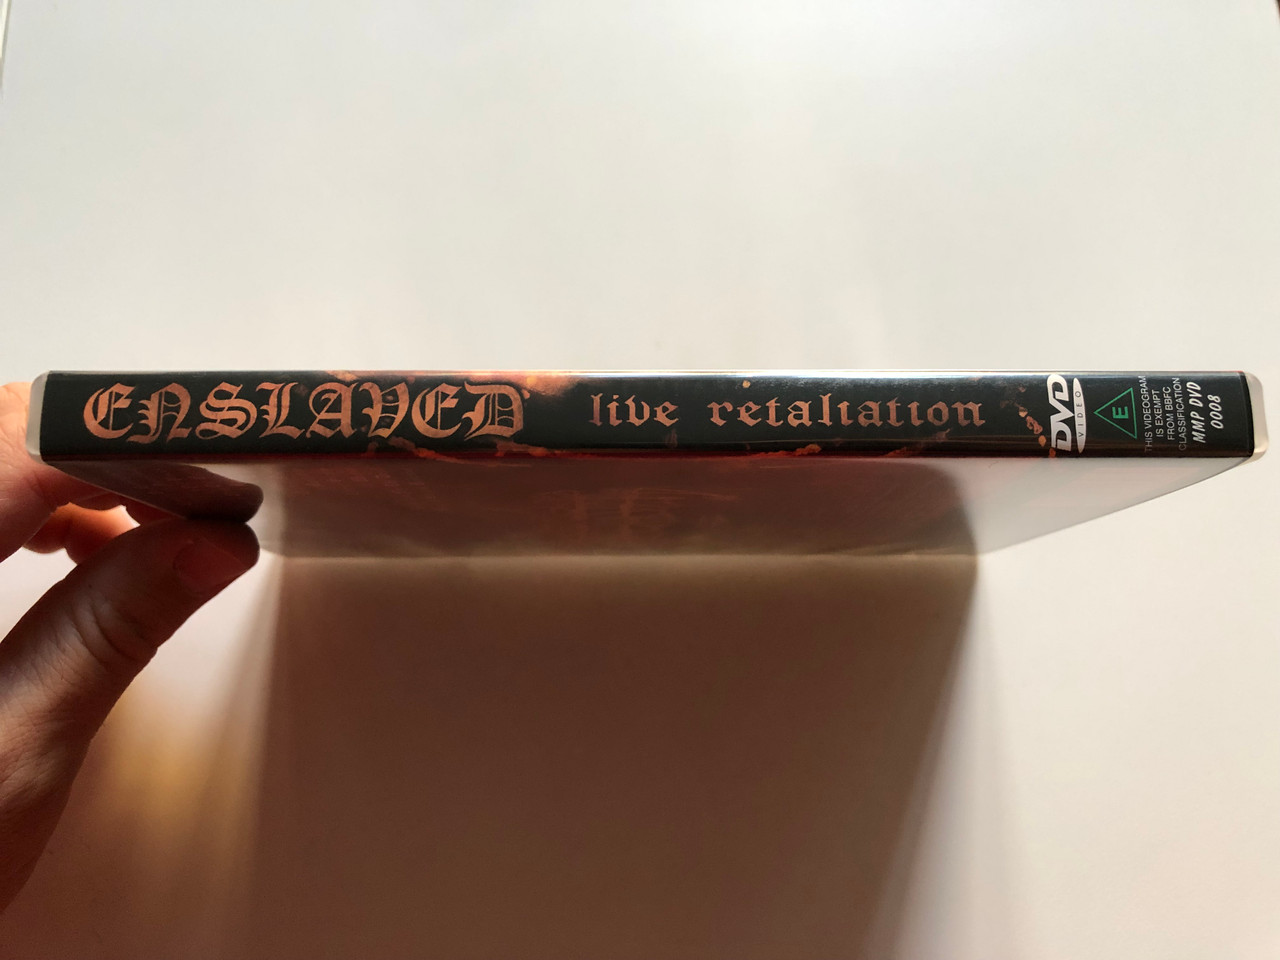 ENSLAVED live retaliation
DVD
VIDEO
E
THIS VIDEOGRAM
IS EXEMPT
FROM BBFC
CLASSIFICATION
MMP DVD
0008